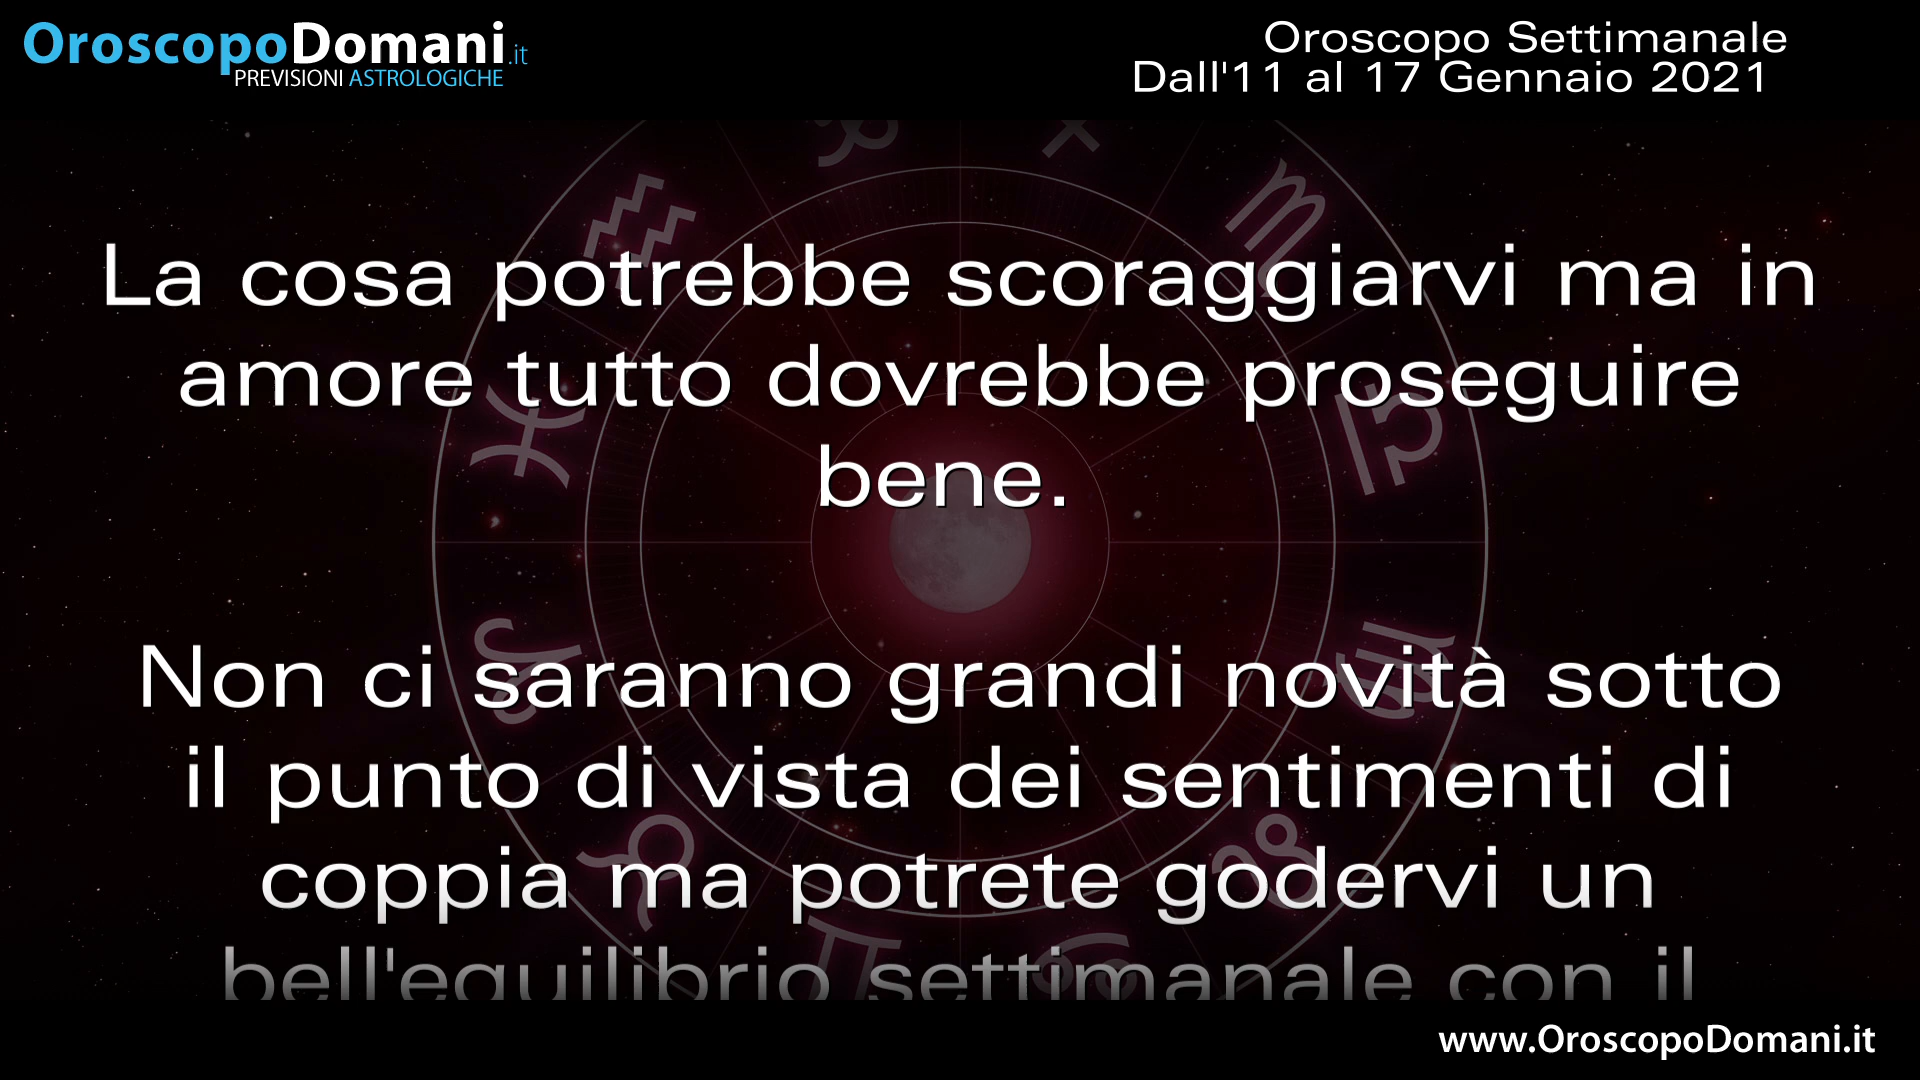 OroscopoDomani.it
PREVISIONI ASTROLOGICHE
Oroscopo Settimanale
Dall'11 al 17 Gennaio 2021
La cosa potrebbe scoraggiarvi ma in
amore tutto dovrebbe proseguire
bene.
Non ci saranno grandi novità sotto
il punto di vista dei sentimenti di
coppia ma potrete godervi un
bell'equilibrio settimanale con il
www.OroscopoDomani.it